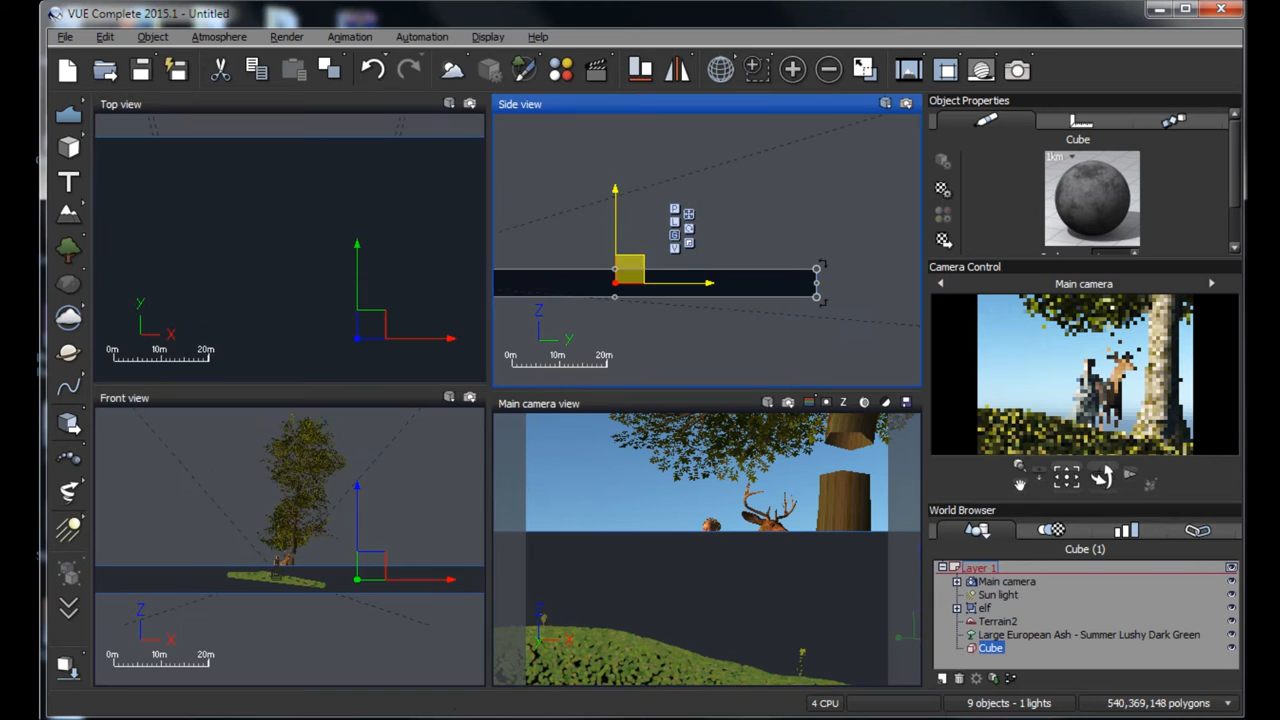 VUE Complete 2015.1 - Untitled
File Edit Object Atmosphere Render Animation Automation Display Help
Top view
Side view
Object Properties
Cube
1km
P
L
G
V
Y
X
0m 10m 20m
Z
Y
0m 10m 20m
Camera Control
Main camera
Front view
Main camera view
Z
Z
X
0m 10m 20m
Z
X
World Browser
Cube (1)
Layer 1
Main camera
Sun light
elf
Terrain2
Large European Ash - Summer Lushy Dark Green
Cube
4 CPU
9 objects - 1 lights
540,369,148 polygons